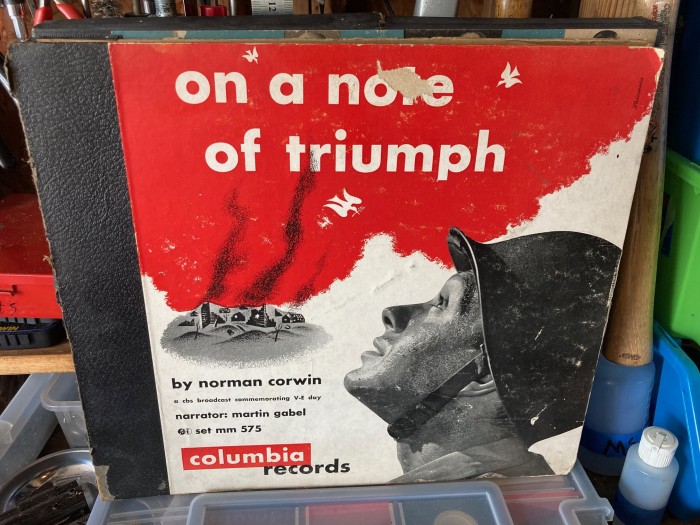 on a note
of triumph
by norman corwin
a cbs broadcast commemorating V-E day
narrator: martin gabel
set mm 575
columbia
records
12